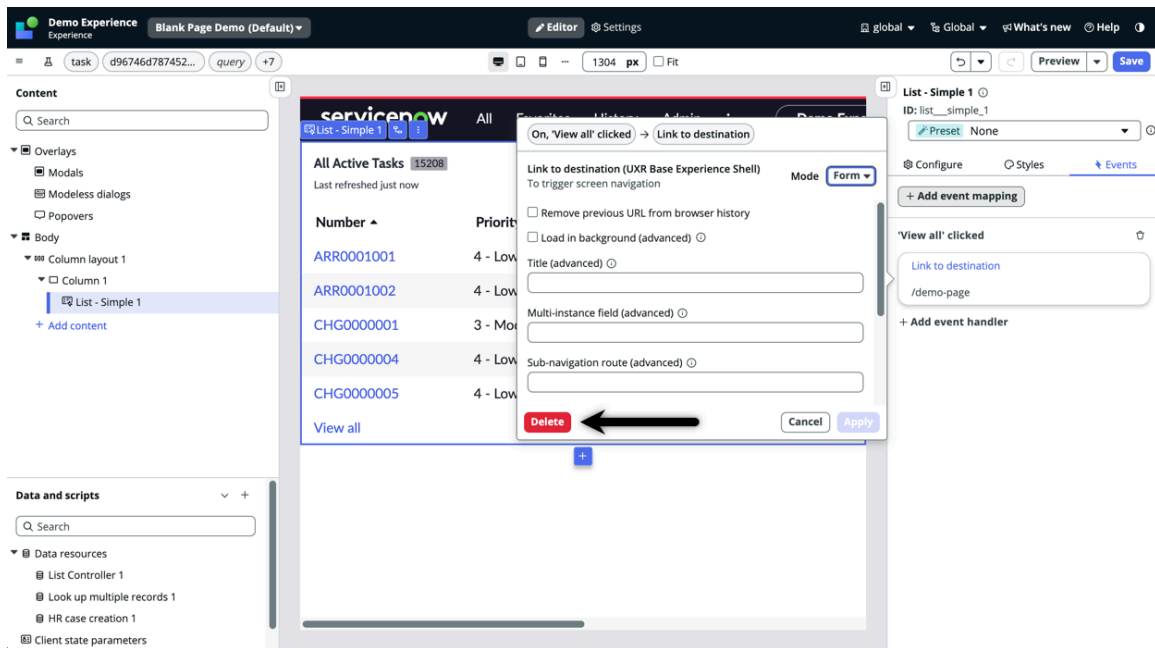 Demo Experience
Experience
Blank Page Demo (Default)
Editor
Settings
global
Global
What's new
Help
task
d96746d787452...
query
+7
1304 px
Fit
Preview
Save
Content
Search
Overlays
Modals
Modeless dialogs
Popovers
Body
Column layout 1
Column 1
List - Simple 1
+ Add content
Data and scripts
Search
Data resources
List Controller 1
Look up multiple records 1
HR case creation 1
Client state parameters
servicenow
All
List - Simple 1
All Active Tasks 15208
Last refreshed just now
Number
Priority
ARR0001001
4 - Low
ARR0001002
4 - Low
CHG0000001
3 - Mo
CHG0000004
4 - Low
CHG0000005
4 - Low
View all
+
On, 'View all' clicked → Link to destination
Link to destination (UXR Base Experience Shell)
To trigger screen navigation
Mode
Form
Remove previous URL from browser history
Load in background (advanced)
Title (advanced)
Multi-instance field (advanced)
Sub-navigation route (advanced)
Delete
Cancel
Apply
List - Simple 1
ID: list__simple_1
Preset None
Configure
Styles
Events
+ Add event mapping
'View all' clicked
Link to destination
/demo-page
+ Add event handler